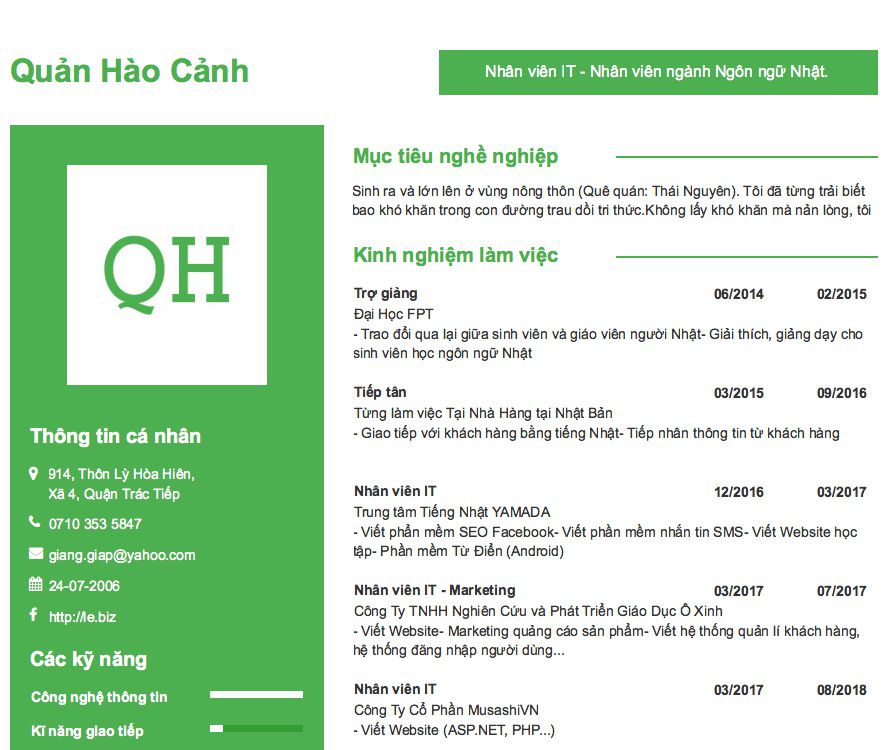 Quản Hào Cảnh
Nhân viên IT - Nhân viên ngành Ngôn ngữ Nhật.
QH
Thông tin cá nhân
914, Thôn Lỳ Hòa Hiên,
Xã 4, Quận Trác Tiếp
0710 353 5847
giang.giap@yahoo.com
24-07-2006
http://le.biz
Các kỹ năng
Công nghệ thông tin
Kĩ năng giao tiếp
Mục tiêu nghề nghiệp
Sinh ra và lớn lên ở vùng nông thôn (Quê quán: Thái Nguyên). Tôi đã từng trải biết
bao khó khăn trong con đường trau dồi tri thức.Không lấy khó khăn mà nản lòng, tôi
Kinh nghiệm làm việc
Trợ giảng 06/2014 02/2015
Đại Học FPT
- Trao đổi qua lại giữa sinh viên và giáo viên người Nhật- Giải thích, giảng dạy cho
sinh viên học ngôn ngữ Nhật
Tiếp tân 03/2015 09/2016
Từng làm việc Tại Nhà Hàng tại Nhật Bản
- Giao tiếp với khách hàng bằng tiếng Nhật- Tiếp nhân thông tin từ khách hàng
Nhân viên IT 12/2016 03/2017
Trung tâm Tiếng Nhật YAMADA
- Viết phẩn mềm SEO Facebook- Viết phần mềm nhắn tin SMS- Viết Website học
tập- Phần mềm Từ Điển (Android)
Nhân viên IT - Marketing 03/2017 07/2017
Công Ty TNHH Nghiên Cứu và Phát Triển Giáo Dục Ô Xinh
- Viết Website- Marketing quảng cáo sản phẩm- Viết hệ thống quản lí khách hàng,
hệ thống đăng nhập người dùng...
Nhân viên IT 03/2017 08/2018
Công Ty Cổ Phần MusashiVN
- Viết Website (ASP.NET, PHP...)